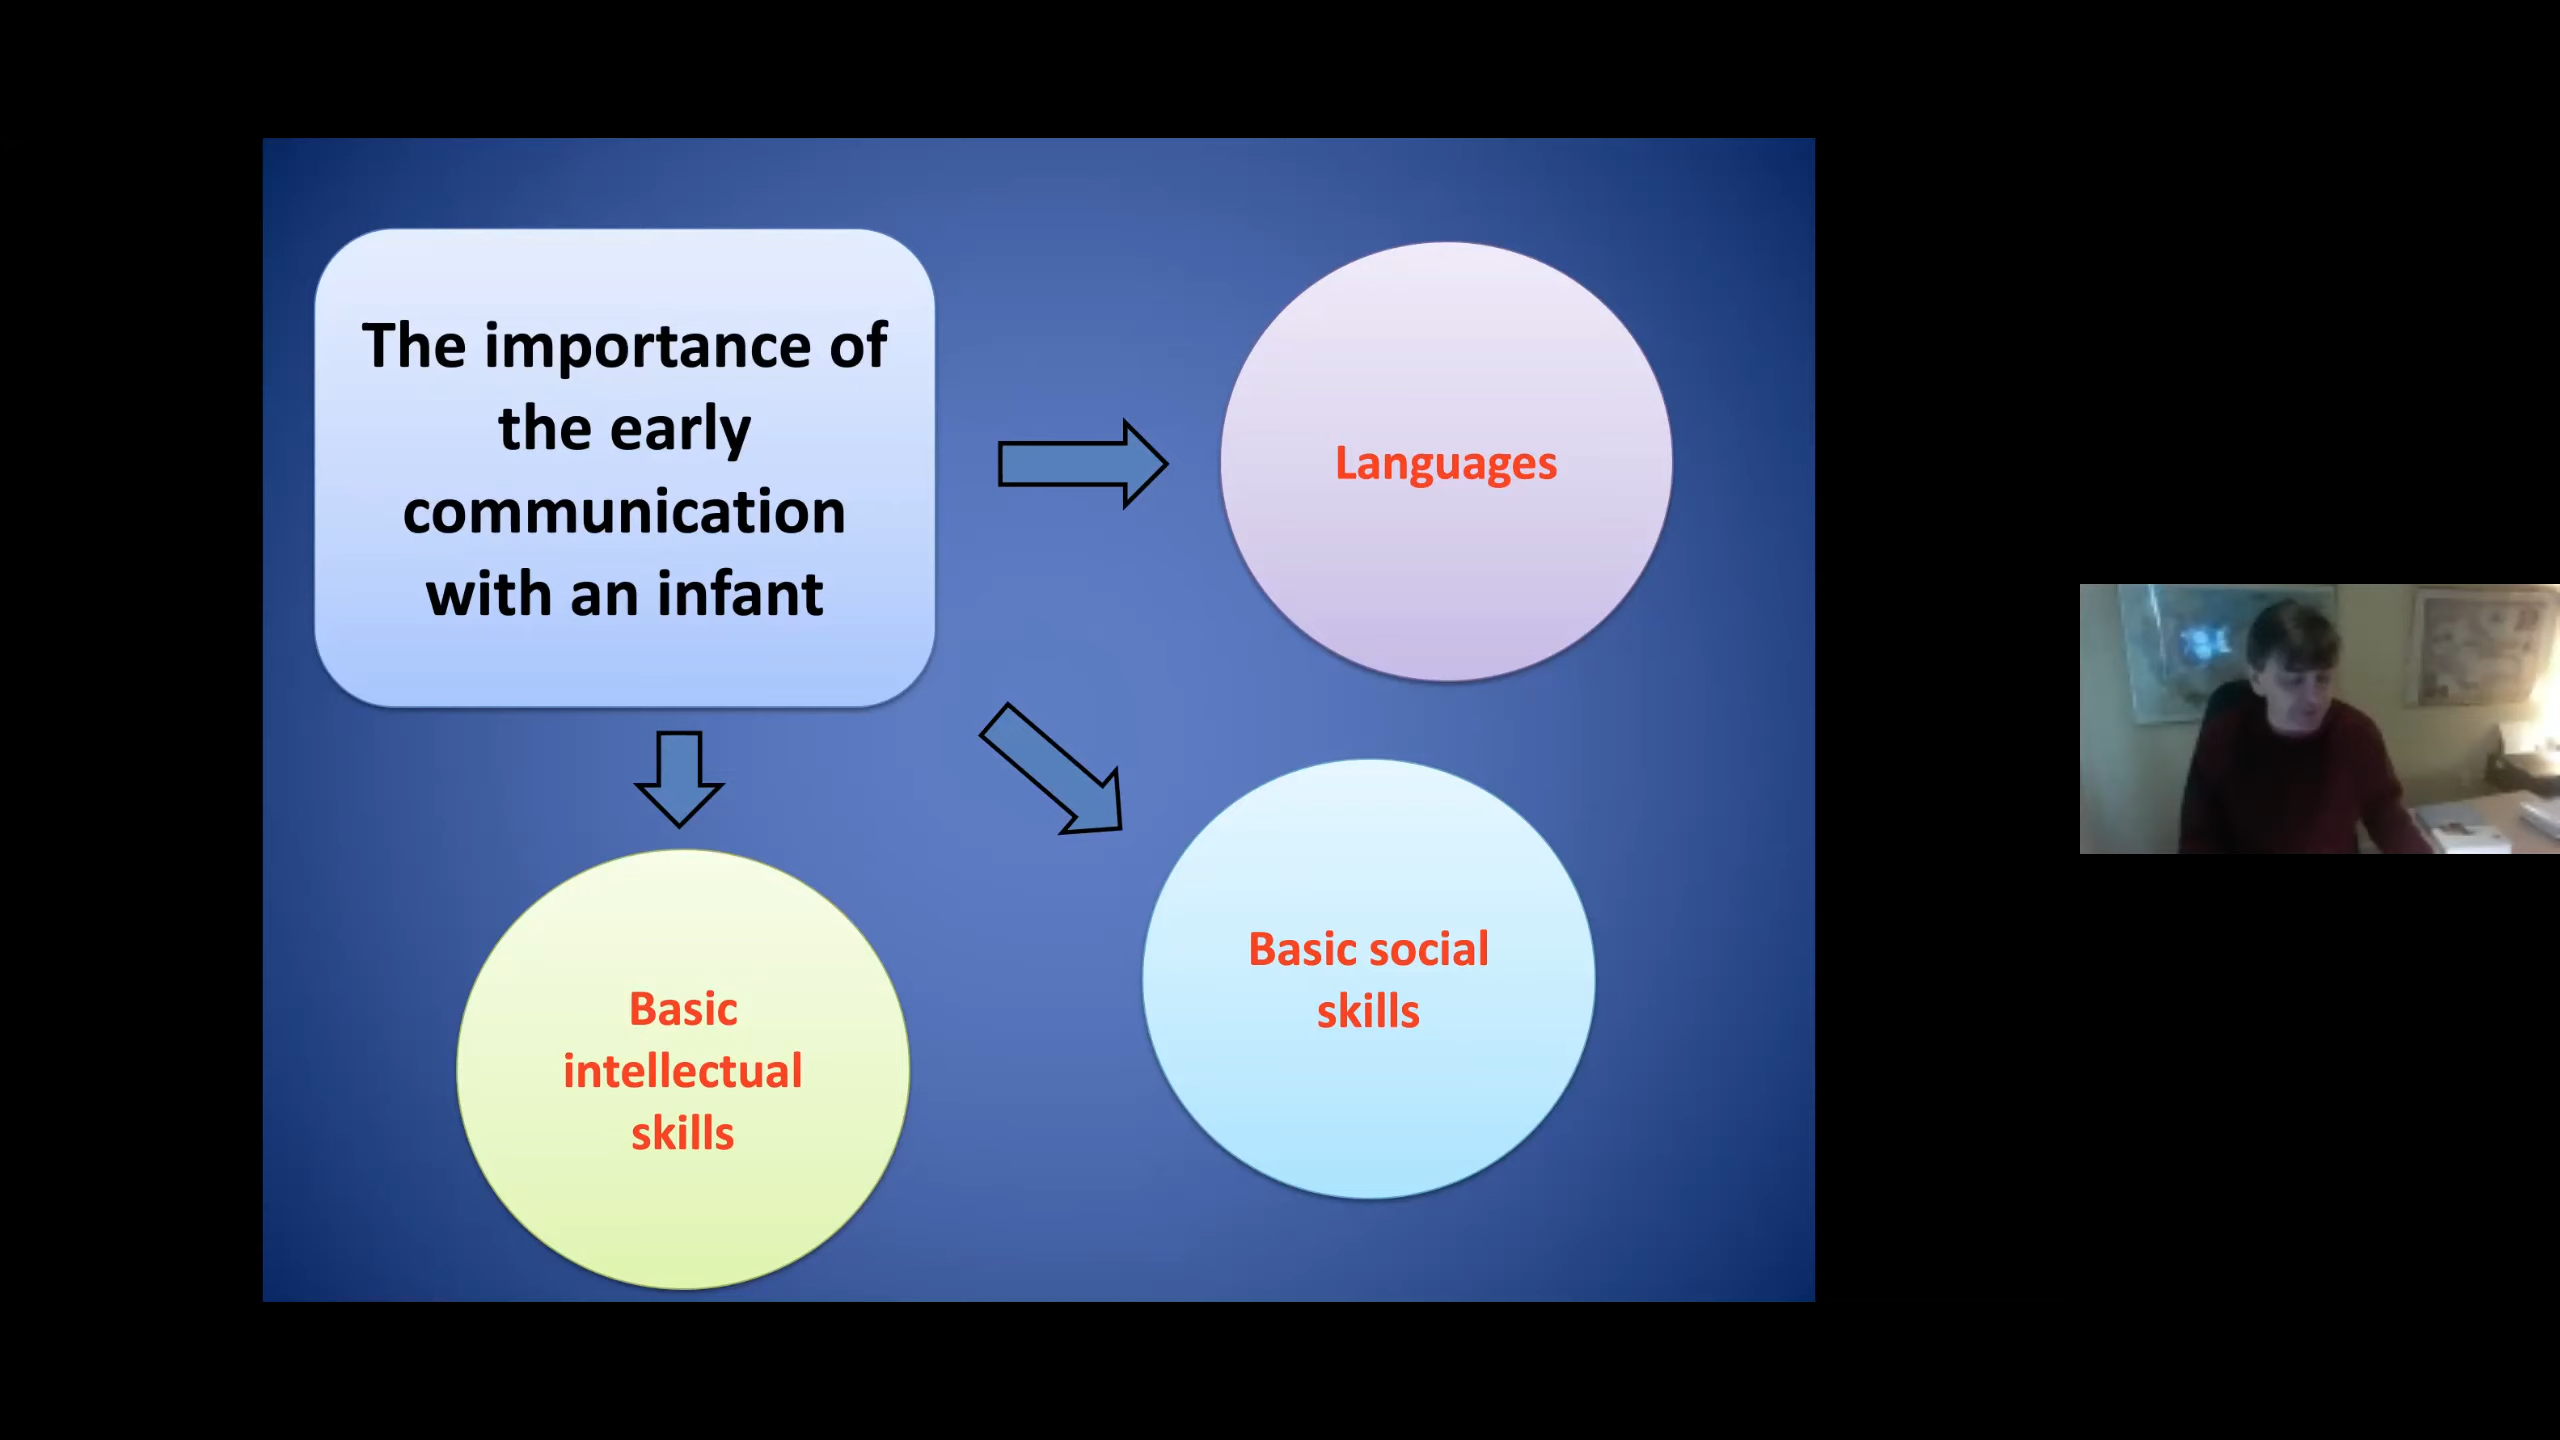 The importance of
the early
communication
with an infant
Languages
Basic social
skills
Basic
intellectual
skills